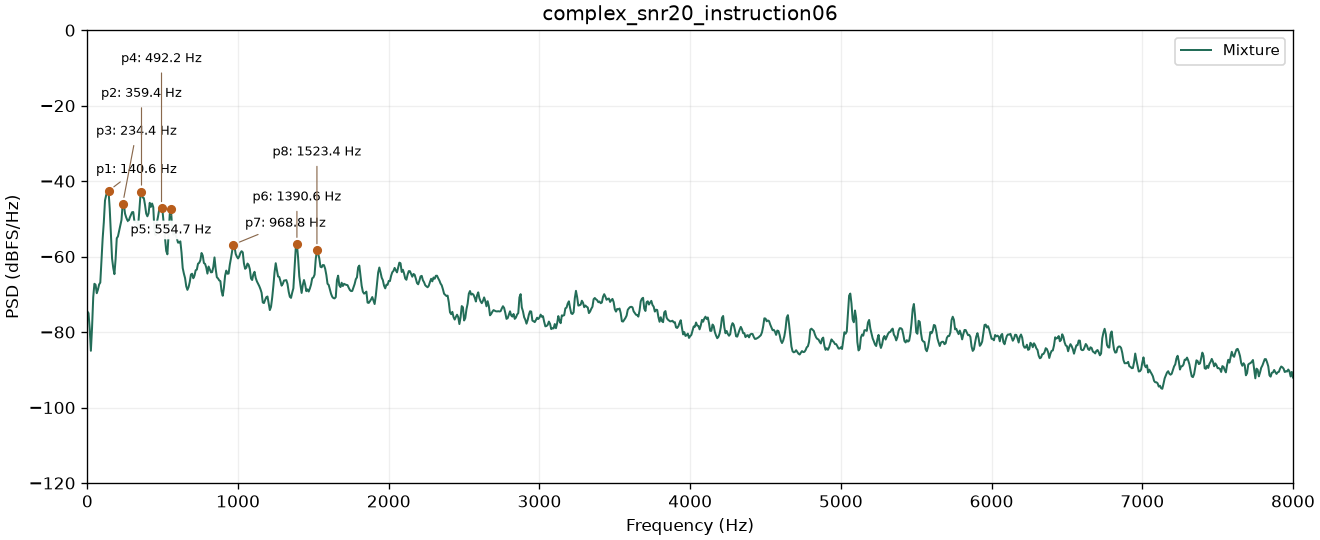 complex_snr20_instruction06
Mixture
p4: 492.2 Hz
p2: 359.4 Hz
p3: 234.4 Hz
p1: 140.6 Hz
p8: 1523.4 Hz
p6: 1390.6 Hz
p7: 968.8 Hz
p5: 554.7 Hz
PSD (dBFS/Hz)
0
−20
−40
−60
−80
−100
−120
0 1000 2000 3000 4000 5000 6000 7000 8000
Frequency (Hz)